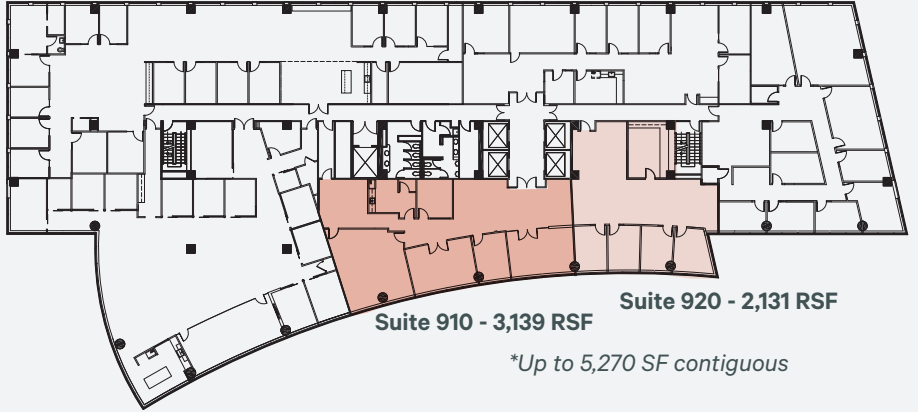 Suite 920 - 2,131 RSF
Suite 910 - 3,139 RSF
*Up to 5,270 SF contiguous